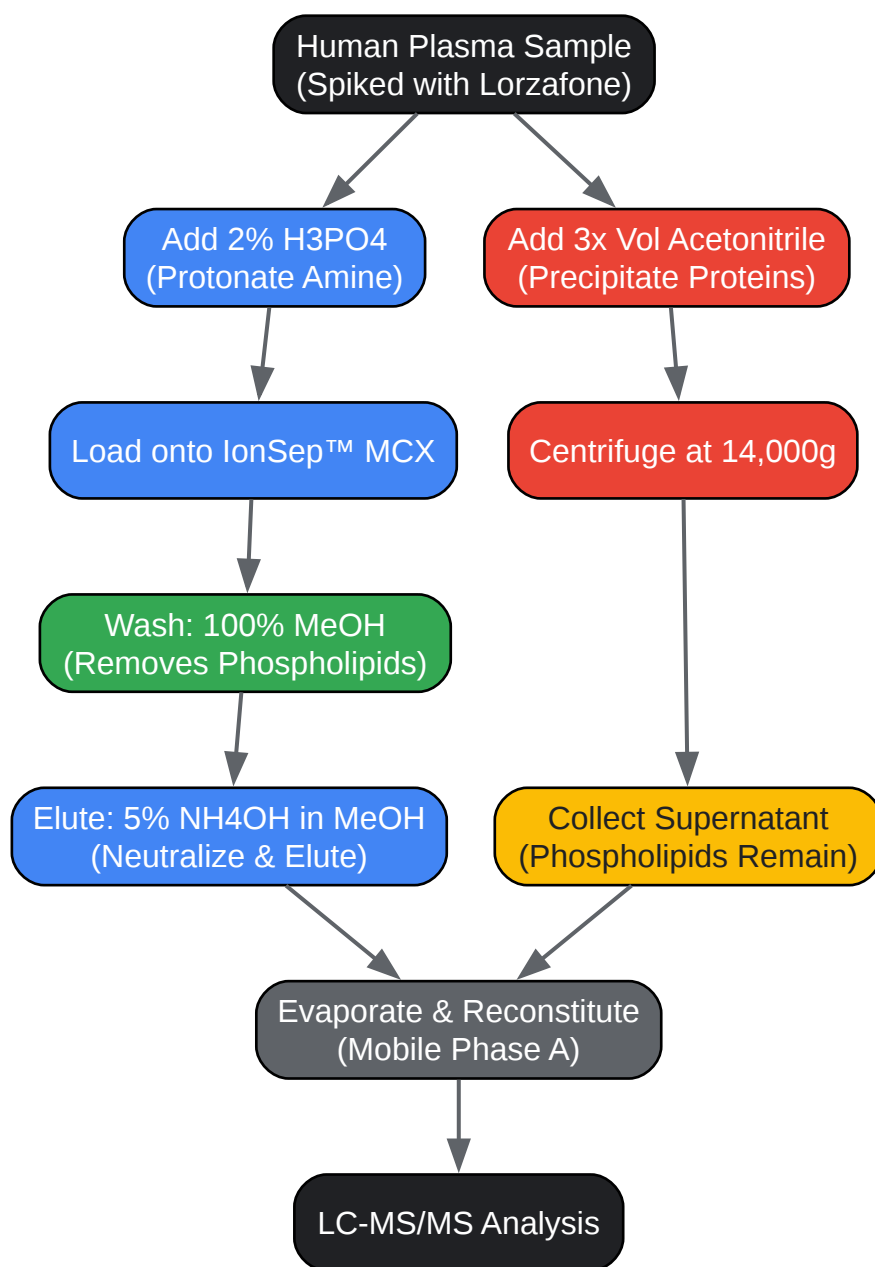 Human Plasma Sample
(Spiked with Lorzafone)
Add 2% H3PO4
(Protonate Amine)
Add 3x Vol Acetonitrile
(Precipitate Proteins)
Load onto IonSep™ MCX
Centrifuge at 14,000g
Wash: 100% MeOH
(Removes Phospholipids)
Elute: 5% NH4OH in MeOH
(Neutralize & Elute)
Collect Supernatant
(Phospholipids Remain)
Evaporate & Reconstitute
(Mobile Phase A)
LC-MS/MS Analysis